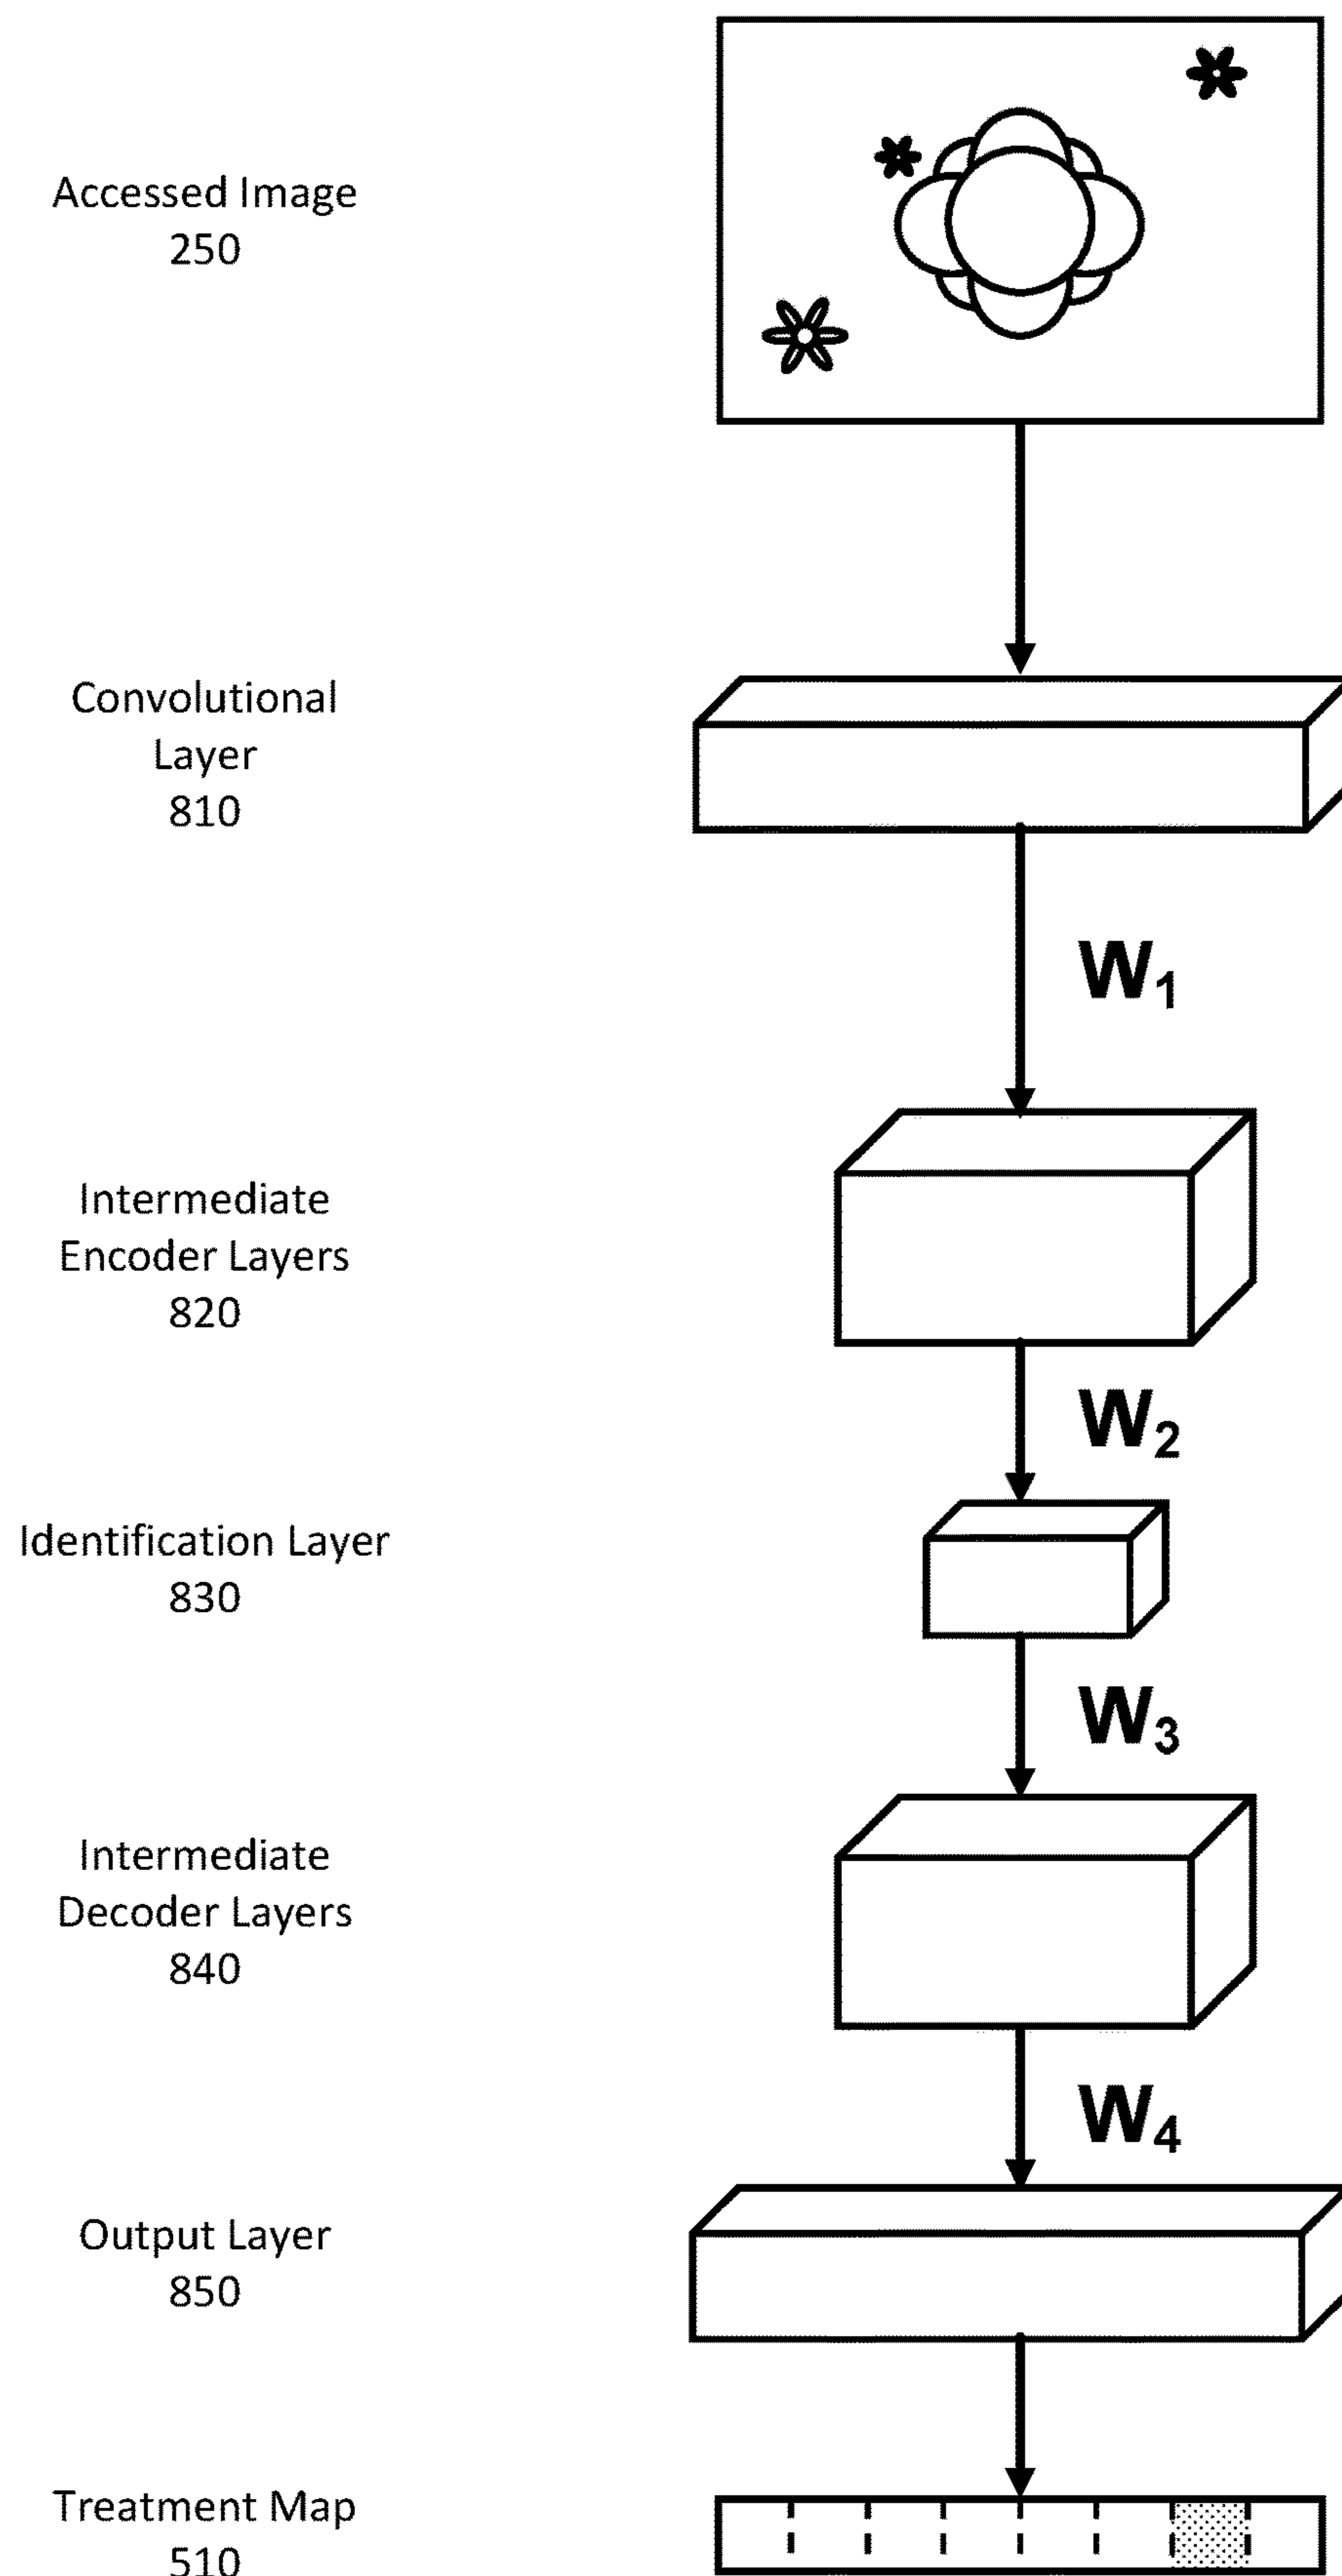 Accessed Image
250
Convolutional
Layer
810
W₁
Intermediate
Encoder Layers
820
W₂
Identification Layer
830
W₃
Intermediate
Decoder Layers
840
W₄
Output Layer
850
Treatment Map
510